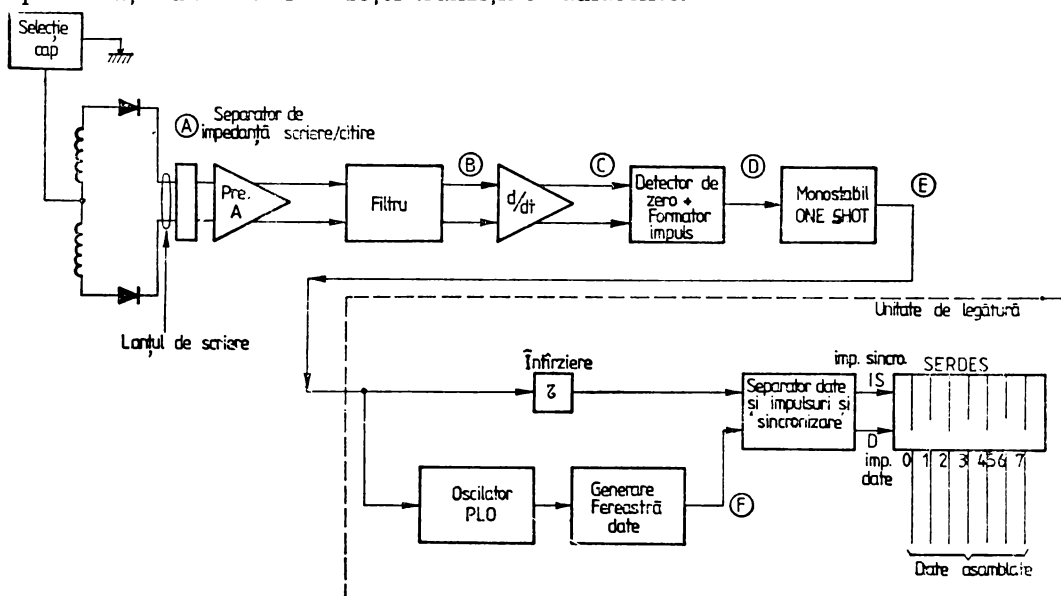 Selecție
cap
A
Separator de
impedanță scriere/citire
Pre.
A
Filtru
B
d/dt
C
Detector de
zero +
Formator
impuls
D
Monostabil
ONE SHOT
E
Lanțul de scriere
Unitate de legătură
Întîrziere
Separator date
și impulsuri și
sincronizare
imp. sincro.
IS
SERDES
D
imp.
date
0 1 2 3 4 5 6 7
Oscilator
PLO
Generare
Fereastră
date
F
Date asamblate